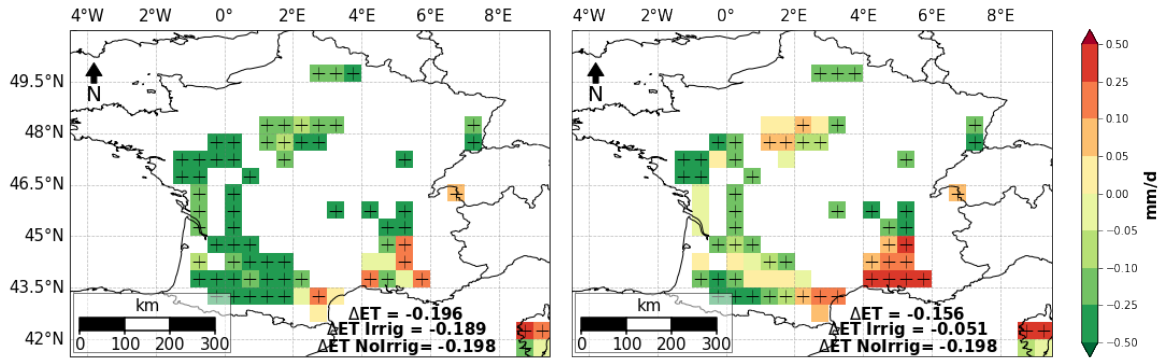 4°W 2°W 0° 2°E 4°E 6°E 8°E 4°W 2°W 0° 2°E 4°E 6°E 8°E
49.5°N
48°N
46.5°N
45°N
43.5°N
42°N
N
km
0 100 200 300
ΔET = -0.196
ΔET Irrig = -0.189
ΔET NoIrrig= -0.198
N
km
0 100 200 300
ΔET = -0.156
ΔET Irrig = -0.051
ΔET NoIrrig= -0.198
0.50
0.25
0.10
0.05
0.00
−0.05
−0.10
−0.25
−0.50
mm/d